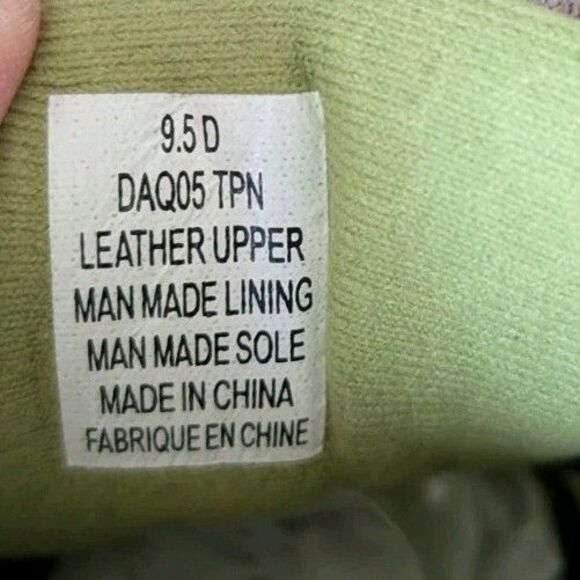 9.5 D
DAQ05 TPN
LEATHER UPPER
MAN MADE LINING
MAN MADE SOLE
MADE IN CHINA
FABRIQUE EN CHINE